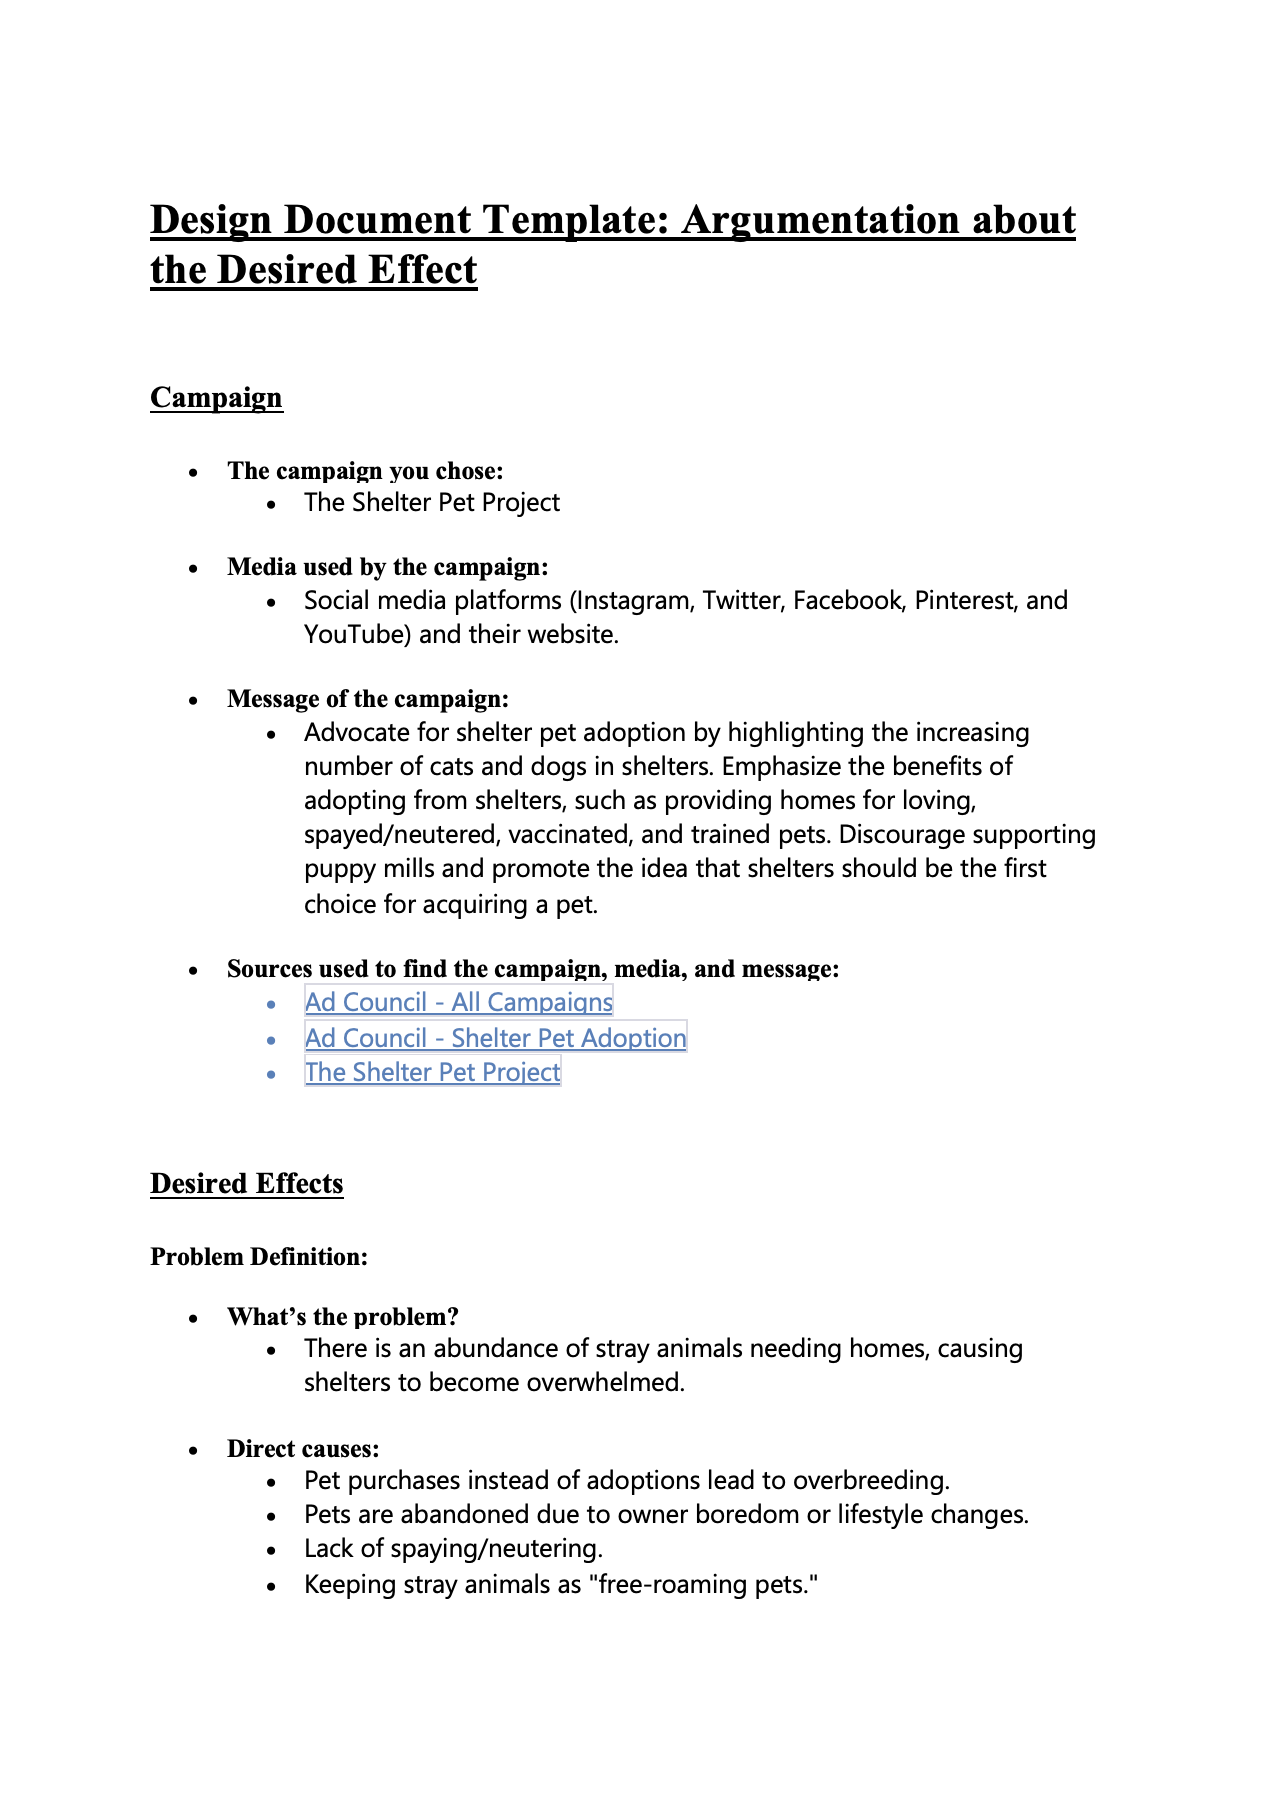 Design Document Template: Argumentation about
the Desired Effect
Campaign
• The campaign you chose:
• The Shelter Pet Project
• Media used by the campaign:
• Social media platforms (Instagram, Twitter, Facebook, Pinterest, and
YouTube) and their website.
• Message of the campaign:
• Advocate for shelter pet adoption by highlighting the increasing
number of cats and dogs in shelters. Emphasize the benefits of
adopting from shelters, such as providing homes for loving,
spayed/neutered, vaccinated, and trained pets. Discourage supporting
puppy mills and promote the idea that shelters should be the first
choice for acquiring a pet.
• Sources used to find the campaign, media, and message:
• Ad Council - All Campaigns
• Ad Council - Shelter Pet Adoption
• The Shelter Pet Project
Desired Effects
Problem Definition:
• What’s the problem?
• There is an abundance of stray animals needing homes, causing
shelters to become overwhelmed.
• Direct causes:
• Pet purchases instead of adoptions lead to overbreeding.
• Pets are abandoned due to owner boredom or lifestyle changes.
• Lack of spaying/neutering.
• Keeping stray animals as "free-roaming pets."